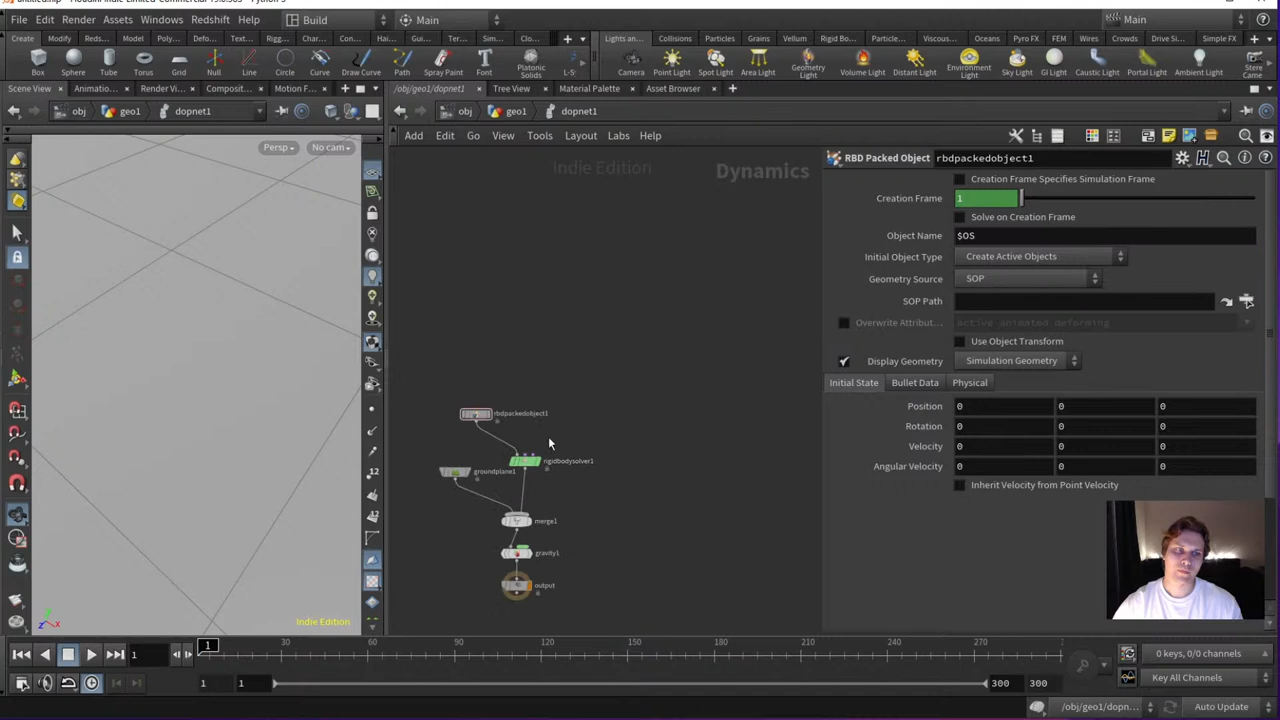 File Edit Render Assets Windows Redshift Help Build Main Main
Create Modify Reds... Model Poly... Defo... Text... Rigg... Char... Con... Hai... Gui... Ter... Sim... Clo... Lights an... Collisions Particles Grains Vellum Rigid Bo... Particle... Viscous... Oceans Pyro FX FEM Wires Crowds Drive Si... Simple FX
Box Sphere Tube Torus Grid Null Line Circle Curve Draw Curve Path Spray Paint Font Platonic Solids L-S Camera Point Light Spot Light Area Light Geometry Light Volume Light Distant Light Environment Light Sky Light GI Light Caustic Light Portal Light Ambient Light Stere Came
Scene View Animatio... Render Vi... Composit... Motion F... /obj/geo1/dopnet1 Tree View Material Palette Asset Browser
obj geo1 dopnet1 obj geo1 dopnet1
Add Edit Go View Tools Layout Labs Help
Persp No cam
Indie Edition Dynamics
RBD Packed Object rbdpackedobject1
Creation Frame Specifies Simulation Frame
Creation Frame 1
Solve on Creation Frame
Object Name $OS
Initial Object Type Create Active Objects
Geometry Source SOP
SOP Path
Overwrite Attribut... active animated deforming
Use Object Transform
Display Geometry Simulation Geometry
Initial State Bullet Data Physical
Position 0 0 0
Rotation 0 0 0
Velocity 0 0 0
Angular Velocity 0 0 0
Inherit Velocity from Point Velocity
rbdpackedobject1
rigidbodysolver1
groundplane1
merge1
gravity1
output
Indie Edition
1 1 30 60 90 120 150 180 210 240 270
0 keys, 0/0 channels
1 1 300 300 Key All Channels
/obj/geo1/dopn... Auto Update